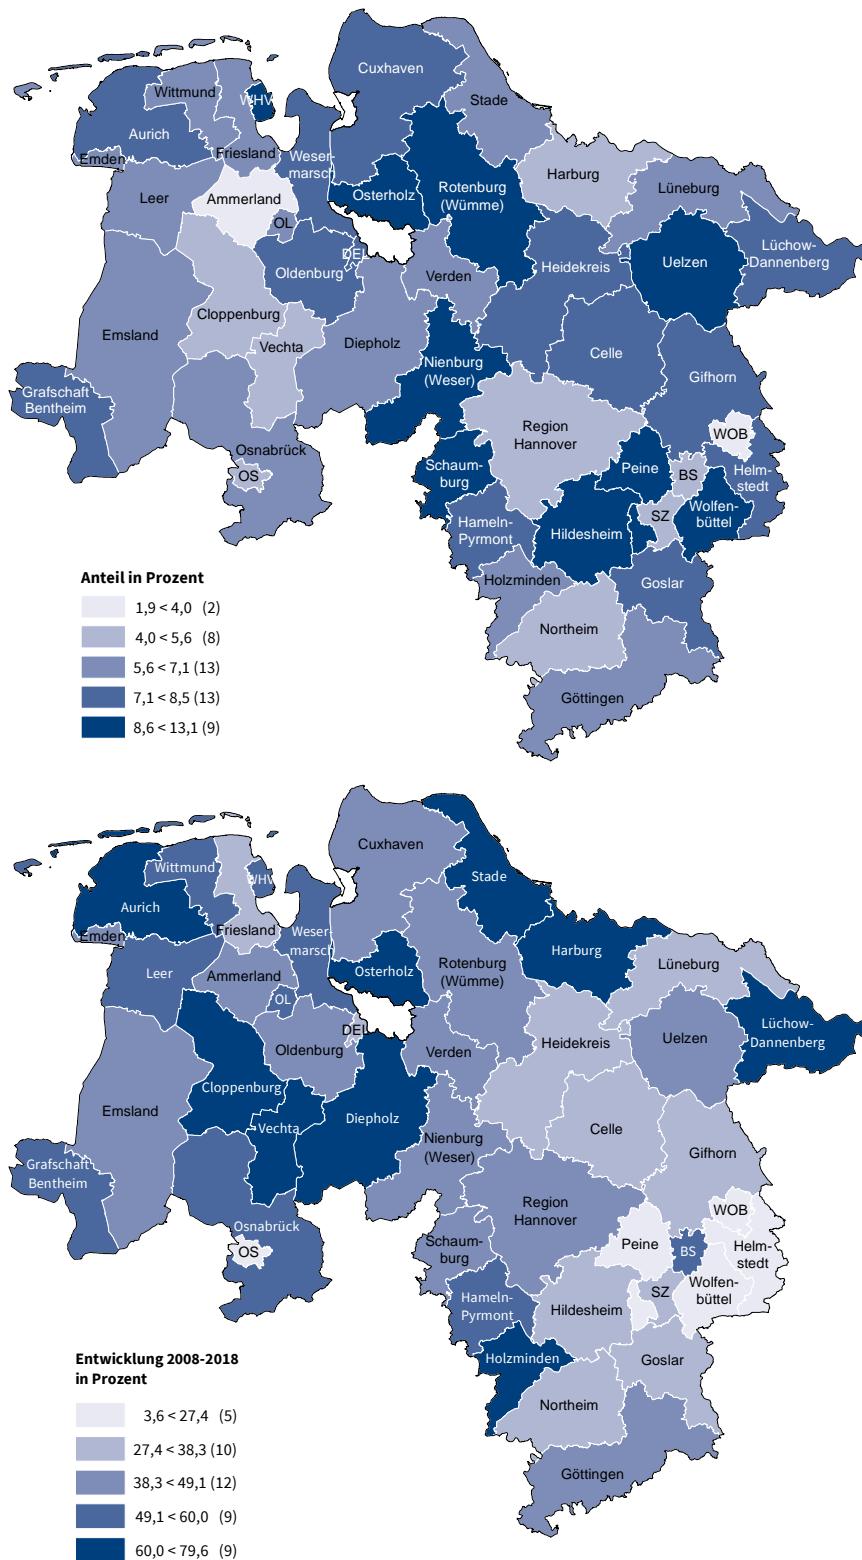 Cuxhaven
Wittmund
WHV
Stade
Aurich
Emden
Friesland
Weser-
marsch
Harburg
Osterholz
Rotenburg
(Wümme)
Lüneburg
Leer
Ammerland
OL
DEL
Uelzen
Lüchow-
Dannenberg
Oldenburg
Verden
Heidekreis
Emsland
Cloppenburg
Vechta
Diepholz
Nienburg
(Weser)
Celle
Gifhorn
Grafschaft
Bentheim
Region
Hannover
WOB
Osnabrück
OS
Schaum-
burg
Peine
BS
Helm-
stedt
Hameln-
Pyrmont
Hildesheim
SZ
Wolfen-
büttel
Holzminden
Goslar
Northeim
Göttingen
Anteil in Prozent
1,9 < 4,0 (2)
4,0 < 5,6 (8)
5,6 < 7,1 (13)
7,1 < 8,5 (13)
8,6 < 13,1 (9)
Cuxhaven
Wittmund
WHV
Stade
Aurich
Emden
Friesland
Weser-
marsch
Harburg
Osterholz
Rotenburg
(Wümme)
Lüneburg
Leer
Ammerland
OL
DEL
Uelzen
Lüchow-
Dannenberg
Oldenburg
Verden
Heidekreis
Emsland
Cloppenburg
Vechta
Diepholz
Nienburg
(Weser)
Celle
Gifhorn
Grafschaft
Bentheim
Region
Hannover
WOB
Osnabrück
OS
Schaum-
burg
Peine
BS
Helm-
stedt
Hameln-
Pyrmont
Hildesheim
SZ
Wolfen-
büttel
Holzminden
Goslar
Northeim
Göttingen
Entwicklung 2008-2018
in Prozent
3,6 < 27,4 (5)
27,4 < 38,3 (10)
38,3 < 49,1 (12)
49,1 < 60,0 (9)
60,0 < 79,6 (9)